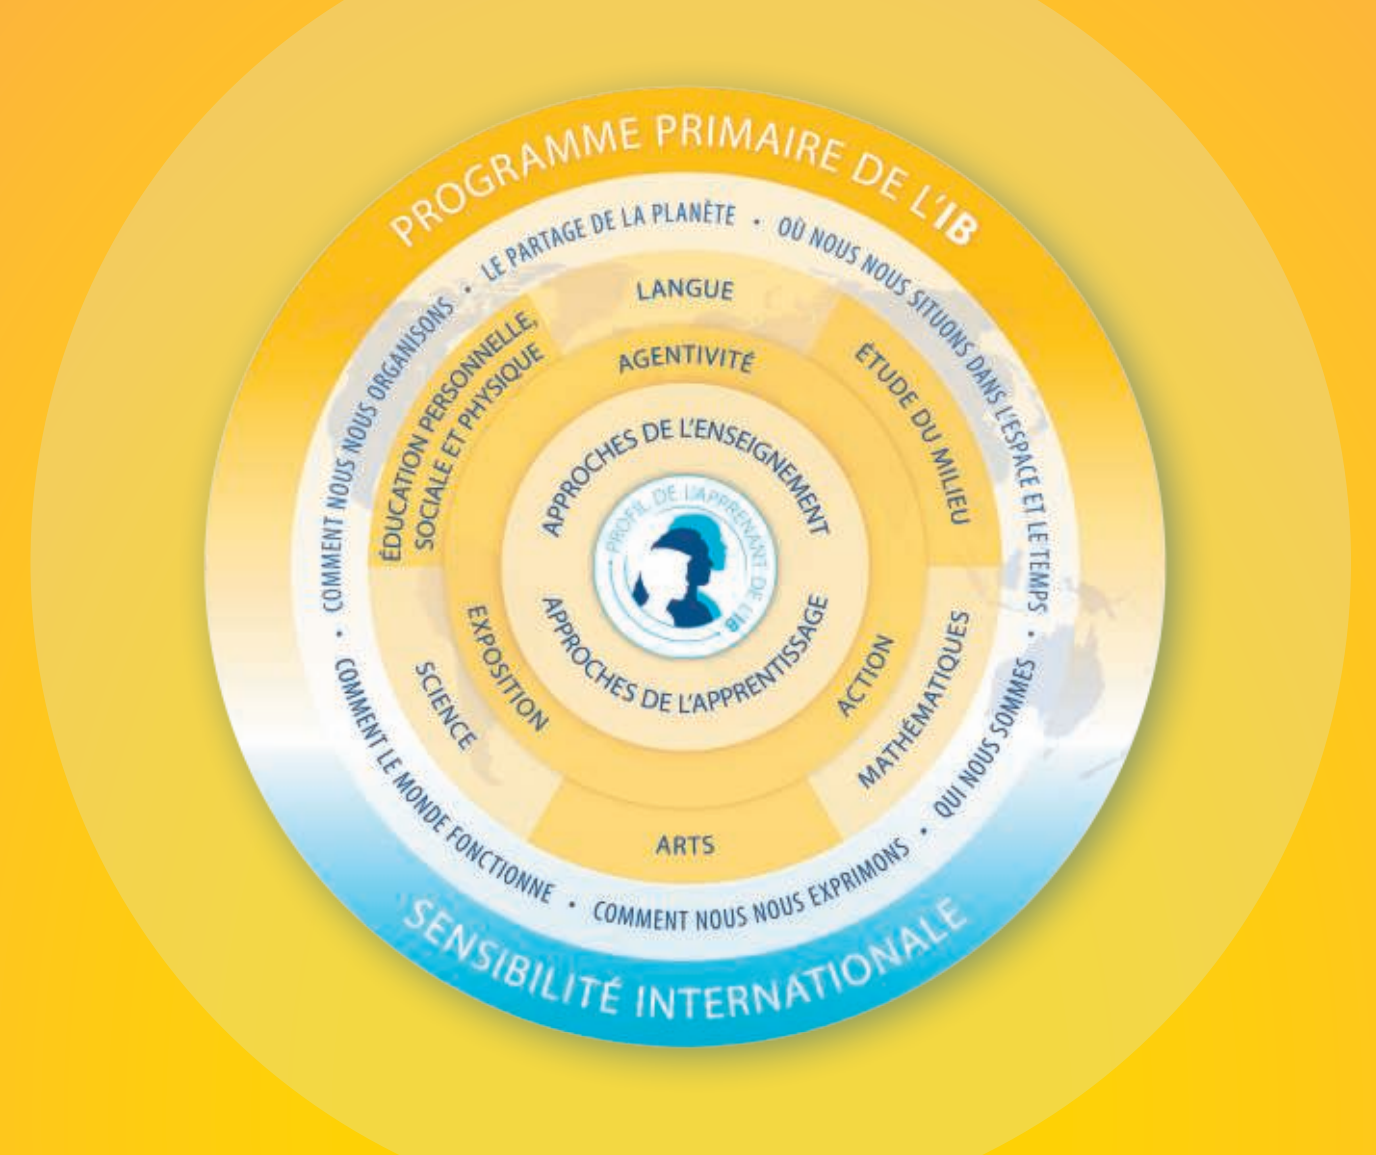 PROGRAMME PRIMAIRE DE L'IB
LE PARTAGE DE LA PLANÈTE • OÙ NOUS NOUS SITUONS DANS L'ESPACE ET LE TEMPS • QUI NOUS SOMMES • COMMENT NOUS NOUS EXPRIMONS • COMMENT LE MONDE FONCTIONNE • COMMENT NOUS NOUS ORGANISONS •
LANGUE
ÉTUDE DU MILIEU
MATHÉMATIQUES
ARTS
SCIENCE
ÉDUCATION PERSONNELLE,
SOCIALE ET PHYSIQUE
AGENTIVITÉ
ACTION
EXPOSITION
APPROCHES DE L'ENSEIGNEMENT
APPROCHES DE L'APPRENTISSAGE
PROFIL DE L'APPRENANT DE L'IB
SENSIBILITÉ INTERNATIONALE